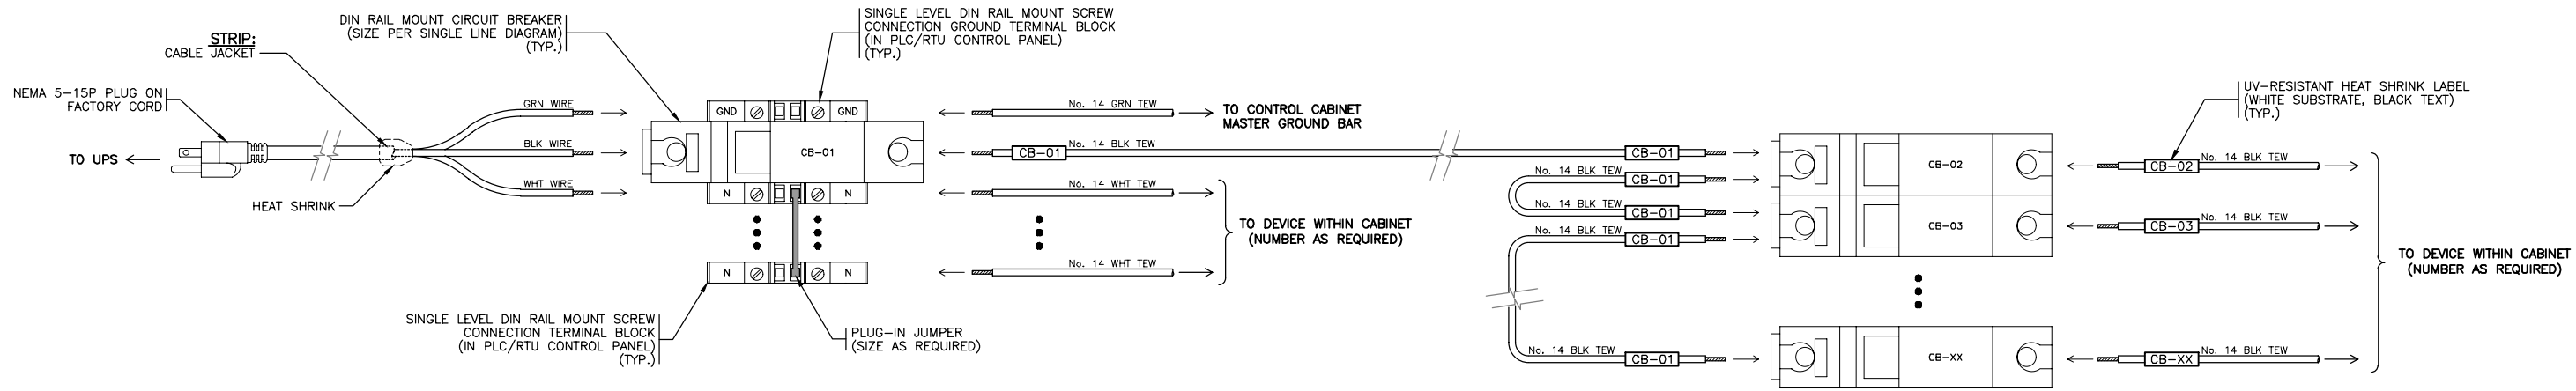 STRIP:
CABLE JACKET
NEMA 5-15P PLUG ON
FACTORY CORD
TO UPS
HEAT SHRINK
GRN WIRE
BLK WIRE
WHT WIRE
DIN RAIL MOUNT CIRCUIT BREAKER
(SIZE PER SINGLE LINE DIAGRAM)
(TYP.)
SINGLE LEVEL DIN RAIL MOUNT SCREW
CONNECTION GROUND TERMINAL BLOCK
(IN PLC/RTU CONTROL PANEL)
(TYP.)
GND
GND
CB-01
N
N
N
N
SINGLE LEVEL DIN RAIL MOUNT SCREW
CONNECTION TERMINAL BLOCK
(IN PLC/RTU CONTROL PANEL)
(TYP.)
PLUG-IN JUMPER
(SIZE AS REQUIRED)
No. 14 GRN TEW
TO CONTROL CABINET
MASTER GROUND BAR
CB-01
No. 14 BLK TEW
No. 14 WHT TEW
No. 14 WHT TEW
TO DEVICE WITHIN CABINET
(NUMBER AS REQUIRED)
CB-01
No. 14 BLK TEW
CB-01
CB-01
No. 14 BLK TEW
CB-01
No. 14 BLK TEW
CB-01
CB-02
CB-03
CB-XX
UV-RESISTANT HEAT SHRINK LABEL
(WHITE SUBSTRATE, BLACK TEXT)
(TYP.)
CB-02
No. 14 BLK TEW
CB-03
No. 14 BLK TEW
CB-XX
No. 14 BLK TEW
TO DEVICE WITHIN CABINET
(NUMBER AS REQUIRED)